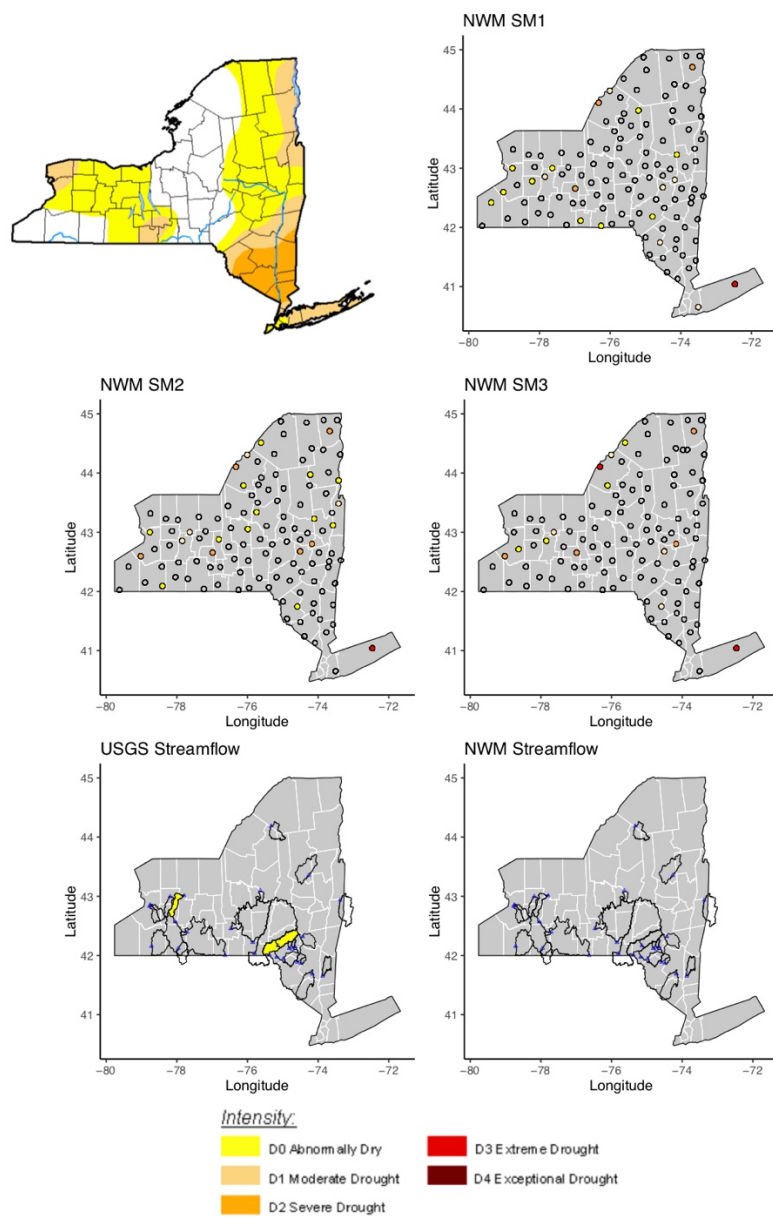 NWM SM1
45
44
43
42
41
Latitude
−80 −78 −76 −74 −72
Longitude
NWM SM2
45
44
43
42
41
Latitude
−80 −78 −76 −74 −72
Longitude
NWM SM3
45
44
43
42
41
Latitude
−80 −78 −76 −74 −72
Longitude
USGS Streamflow
45
44
43
42
41
Latitude
−80 −78 −76 −74 −72
Longitude
NWM Streamflow
45
44
43
42
41
Latitude
−80 −78 −76 −74 −72
Longitude
Intensity:
D0 Abnormally Dry
D1 Moderate Drought
D2 Severe Drought
D3 Extreme Drought
D4 Exceptional Drought